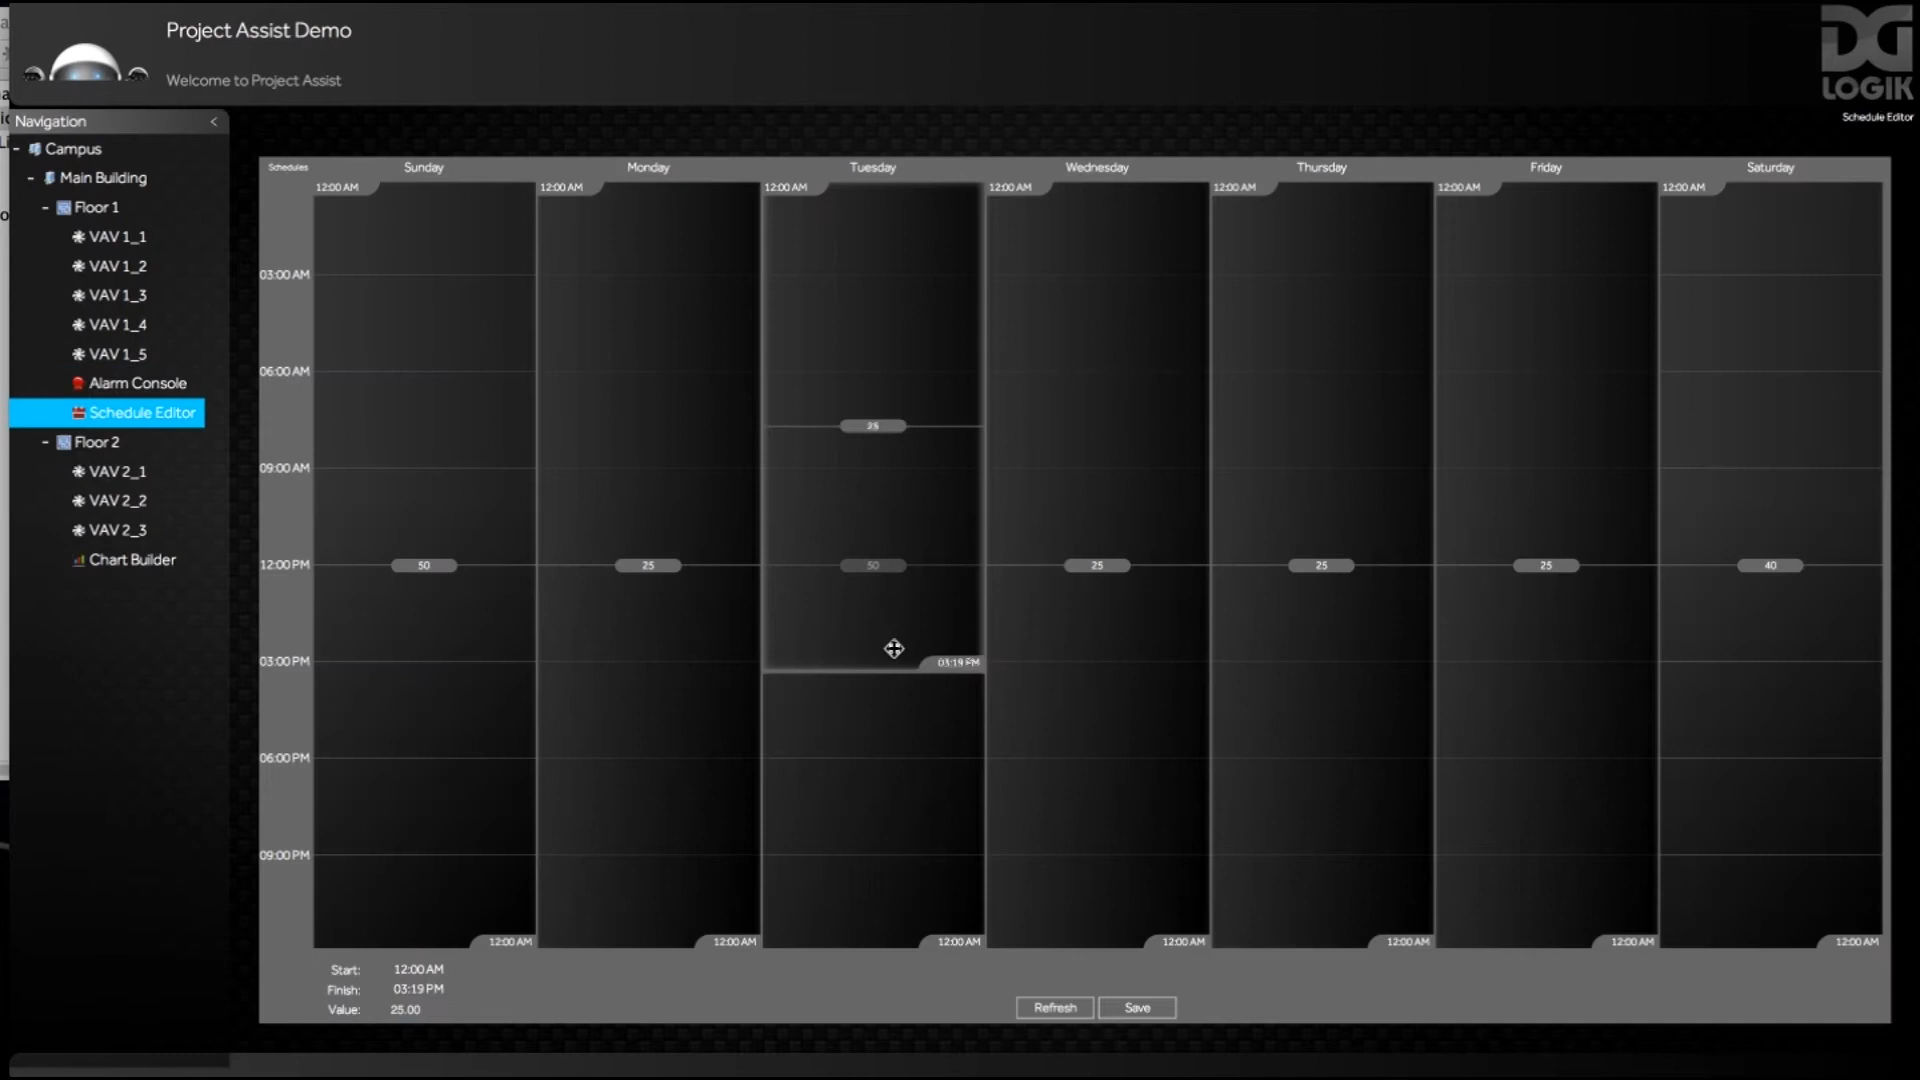 Project Assist Demo
Welcome to Project Assist
DG
LOGIK
Schedule Editor
Navigation <
Campus
Main Building
Floor 1
VAV 1_1
VAV 1_2
VAV 1_3
VAV 1_4
VAV 1_5
Alarm Console
Schedule Editor
Floor 2
VAV 2_1
VAV 2_2
VAV 2_3
Chart Builder
Schedules Sunday Monday Tuesday Wednesday Thursday Friday Saturday
12:00 AM 12:00 AM 12:00 AM 12:00 AM 12:00 AM 12:00 AM 12:00 AM
03:00 AM
06:00 AM
25
09:00 AM
12:00 PM 50 25 50 25 25 25 40
03:00 PM 03:19 PM
06:00 PM
09:00 PM
12:00 AM 12:00 AM 12:00 AM 12:00 AM 12:00 AM 12:00 AM 12:00 AM
Start: 12:00 AM
Finish: 03:19 PM
Value: 25.00
Refresh Save